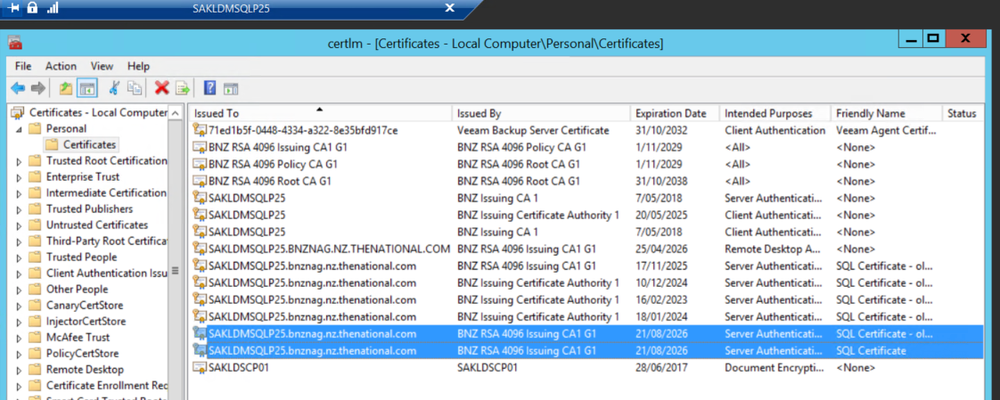 SAKLDMSQLP25
certlm - [Certificates - Local Computer\Personal\Certificates]
File Action View Help
Certificates - Local Computer
Personal
Certificates
Trusted Root Certification
Enterprise Trust
Intermediate Certification
Trusted Publishers
Untrusted Certificates
Third-Party Root Certifica
Trusted People
Client Authentication Issu
Other People
CanaryCertStore
InjectorCertStore
McAfee Trust
PolicyCertStore
Remote Desktop
Certificate Enrollment Req
Smart Card Trusted Roots
Issued To Issued By Expiration Date Intended Purposes Friendly Name Status
71ed1b5f-0448-4334-a322-8e35bfd917ce Veeam Backup Server Certificate 31/10/2032 Client Authentication Veeam Agent Certif...
BNZ RSA 4096 Issuing CA1 G1 BNZ RSA 4096 Policy CA G1 1/11/2029 <All> <None>
BNZ RSA 4096 Policy CA G1 BNZ RSA 4096 Root CA G1 1/11/2029 <All> <None>
BNZ RSA 4096 Root CA G1 BNZ RSA 4096 Root CA G1 31/10/2038 <All> <None>
SAKLDMSQLP25 BNZ Issuing CA 1 7/05/2018 Server Authenticati... <None>
SAKLDMSQLP25 BNZ Issuing Certificate Authority 1 20/05/2025 Client Authenticati... <None>
SAKLDMSQLP25 BNZ Issuing CA 1 7/05/2018 Client Authenticati... <None>
SAKLDMSQLP25.BNZNAG.NZ.THENATIONAL.COM BNZ RSA 4096 Issuing CA1 G1 25/04/2026 Remote Desktop A... <None>
SAKLDMSQLP25.bnznag.nz.thenational.com BNZ RSA 4096 Issuing CA1 G1 17/11/2025 Server Authenticati... SQL Certificate - ol...
SAKLDMSQLP25.bnznag.nz.thenational.com BNZ Issuing Certificate Authority 1 10/12/2024 Server Authenticati... SQL Certificate - ol...
SAKLDMSQLP25.bnznag.nz.thenational.com BNZ Issuing Certificate Authority 1 16/02/2023 Server Authenticati... SQL Certificate - ol...
SAKLDMSQLP25.bnznag.nz.thenational.com BNZ Issuing Certificate Authority 1 18/01/2024 Server Authenticati... SQL Certificate - ol...
SAKLDMSQLP25.bnznag.nz.thenational.com BNZ RSA 4096 Issuing CA1 G1 21/08/2026 Server Authenticati... SQL Certificate - ol...
SAKLDMSQLP25.bnznag.nz.thenational.com BNZ RSA 4096 Issuing CA1 G1 21/08/2026 Server Authenticati... SQL Certificate
SAKLDSCP01 SAKLDSCP01 28/06/2017 Document Encrypti... <None>